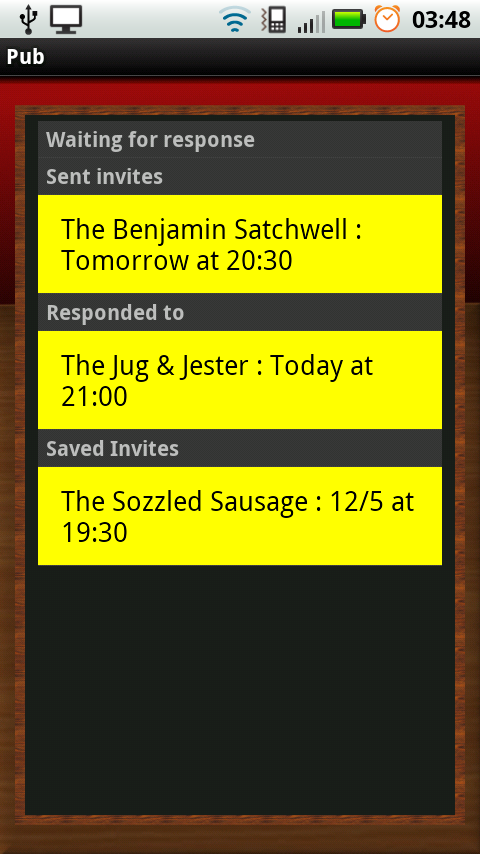 03:48
Pub
Waiting for response
Sent invites
The Benjamin Satchwell :
Tomorrow at 20:30
Responded to
The Jug & Jester : Today at
21:00
Saved Invites
The Sozzled Sausage : 12/5 at
19:30